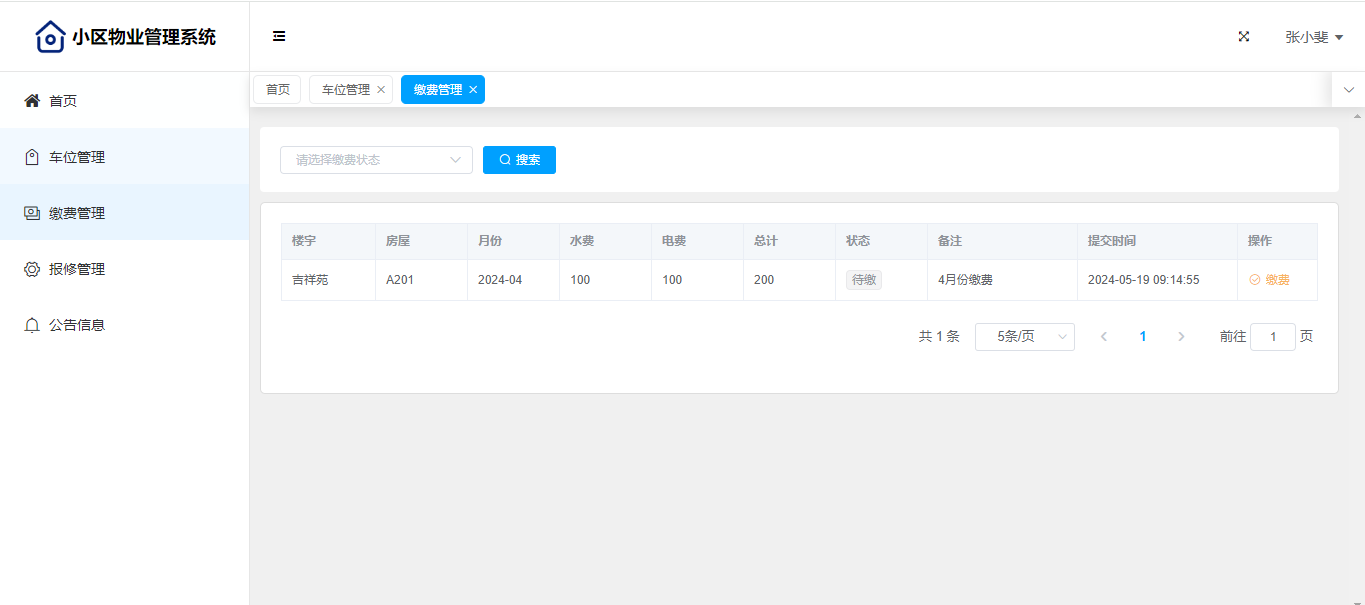 小区物业管理系统
张小斐
首页
车位管理
缴费管理
报修管理
公告信息
首页 车位管理 缴费管理
请选择缴费状态 搜索
楼宇 房屋 月份 水费 电费 总计 状态 备注 提交时间 操作
吉祥苑 A201 2024-04 100 100 200 待缴 4月份缴费 2024-05-19 09:14:55 缴费
共 1 条 5条/页 1 前往 1 页